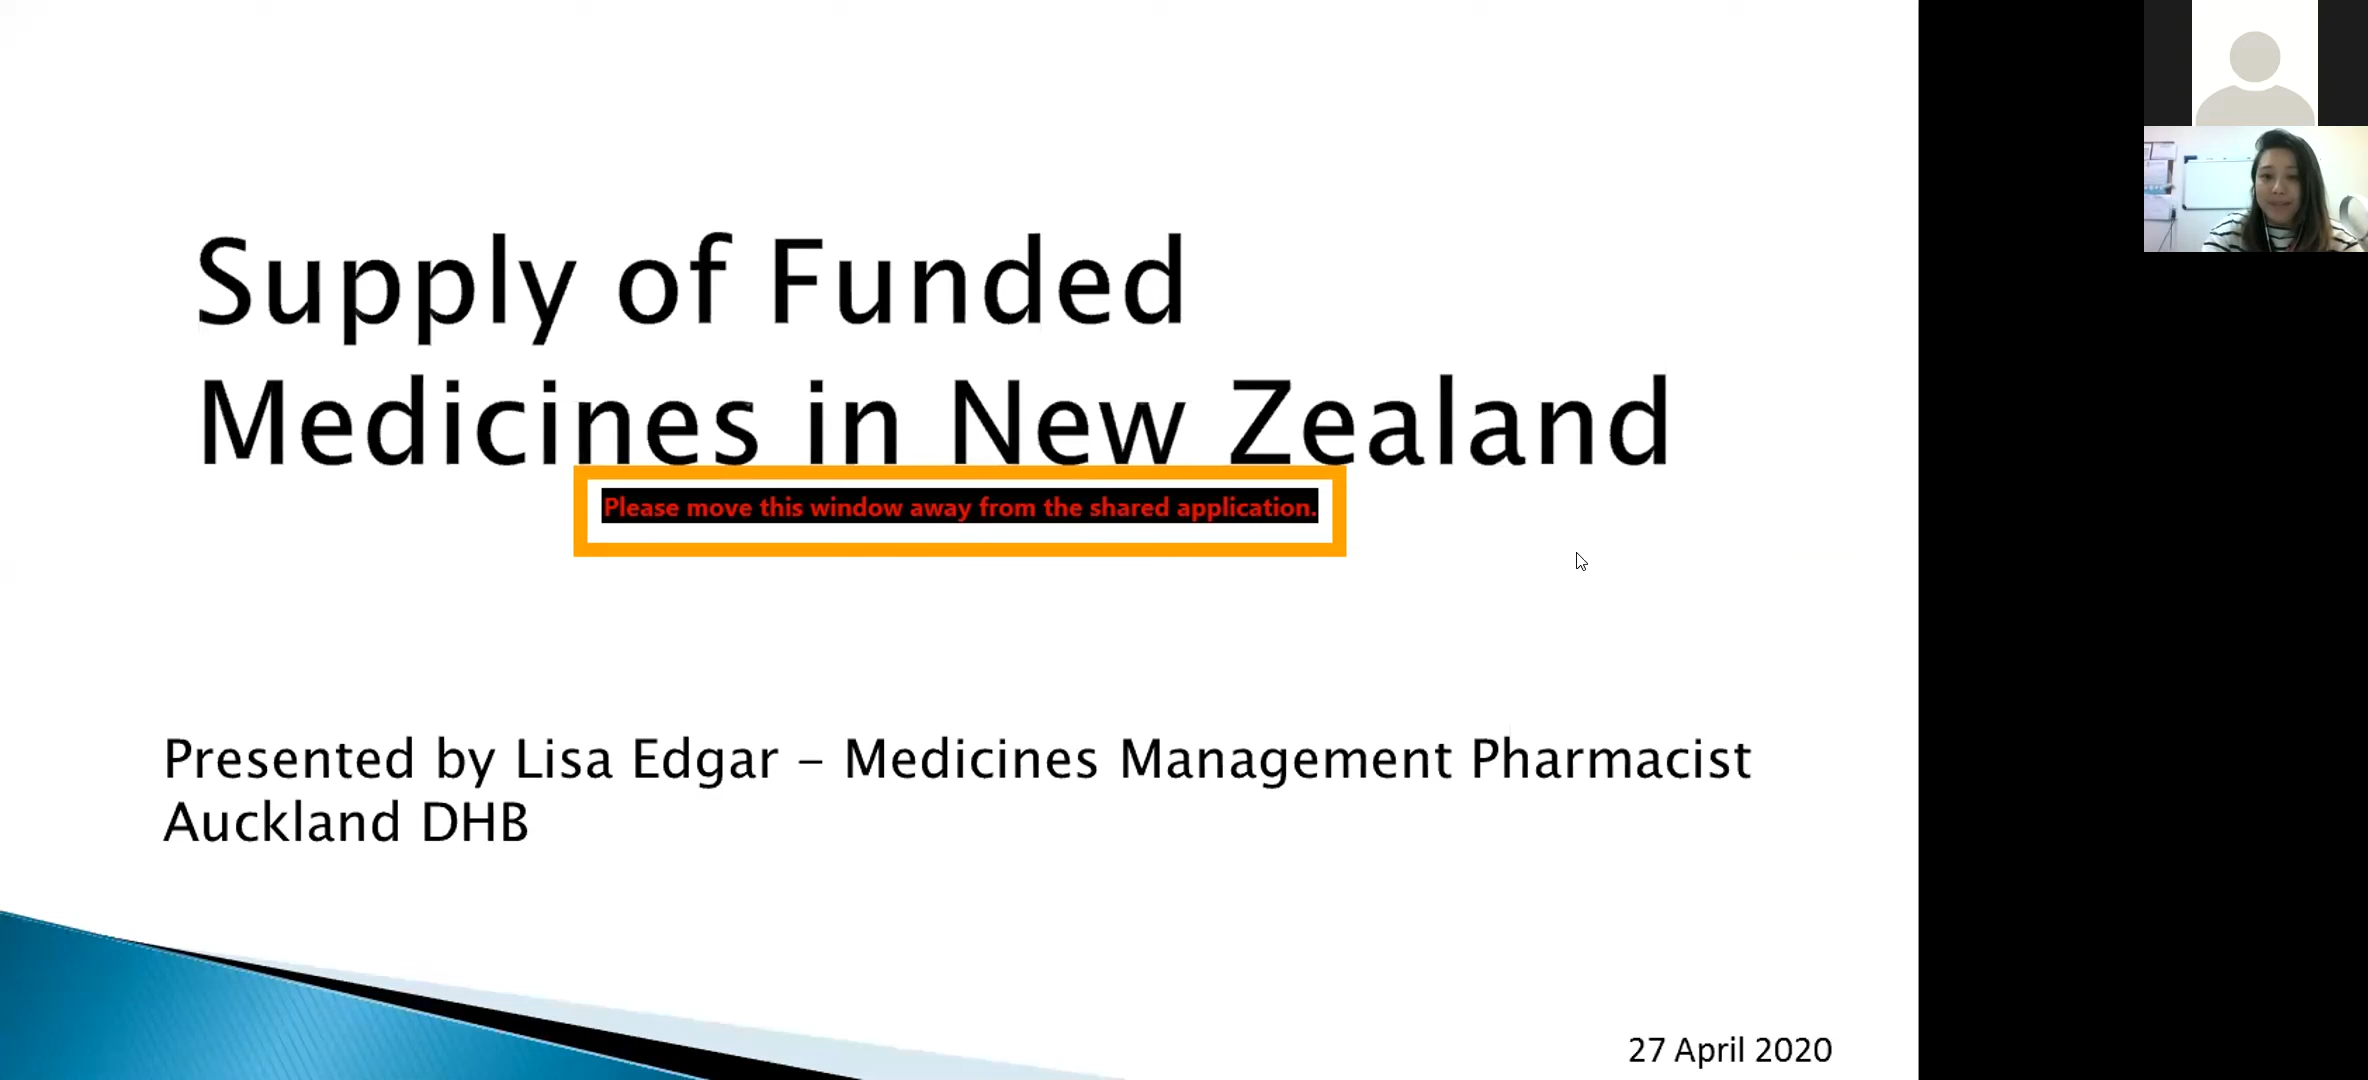 Supply of Funded
Medicines in New Zealand
Please move this window away from the shared application.
Presented by Lisa Edgar – Medicines Management Pharmacist
Auckland DHB
27 April 2020